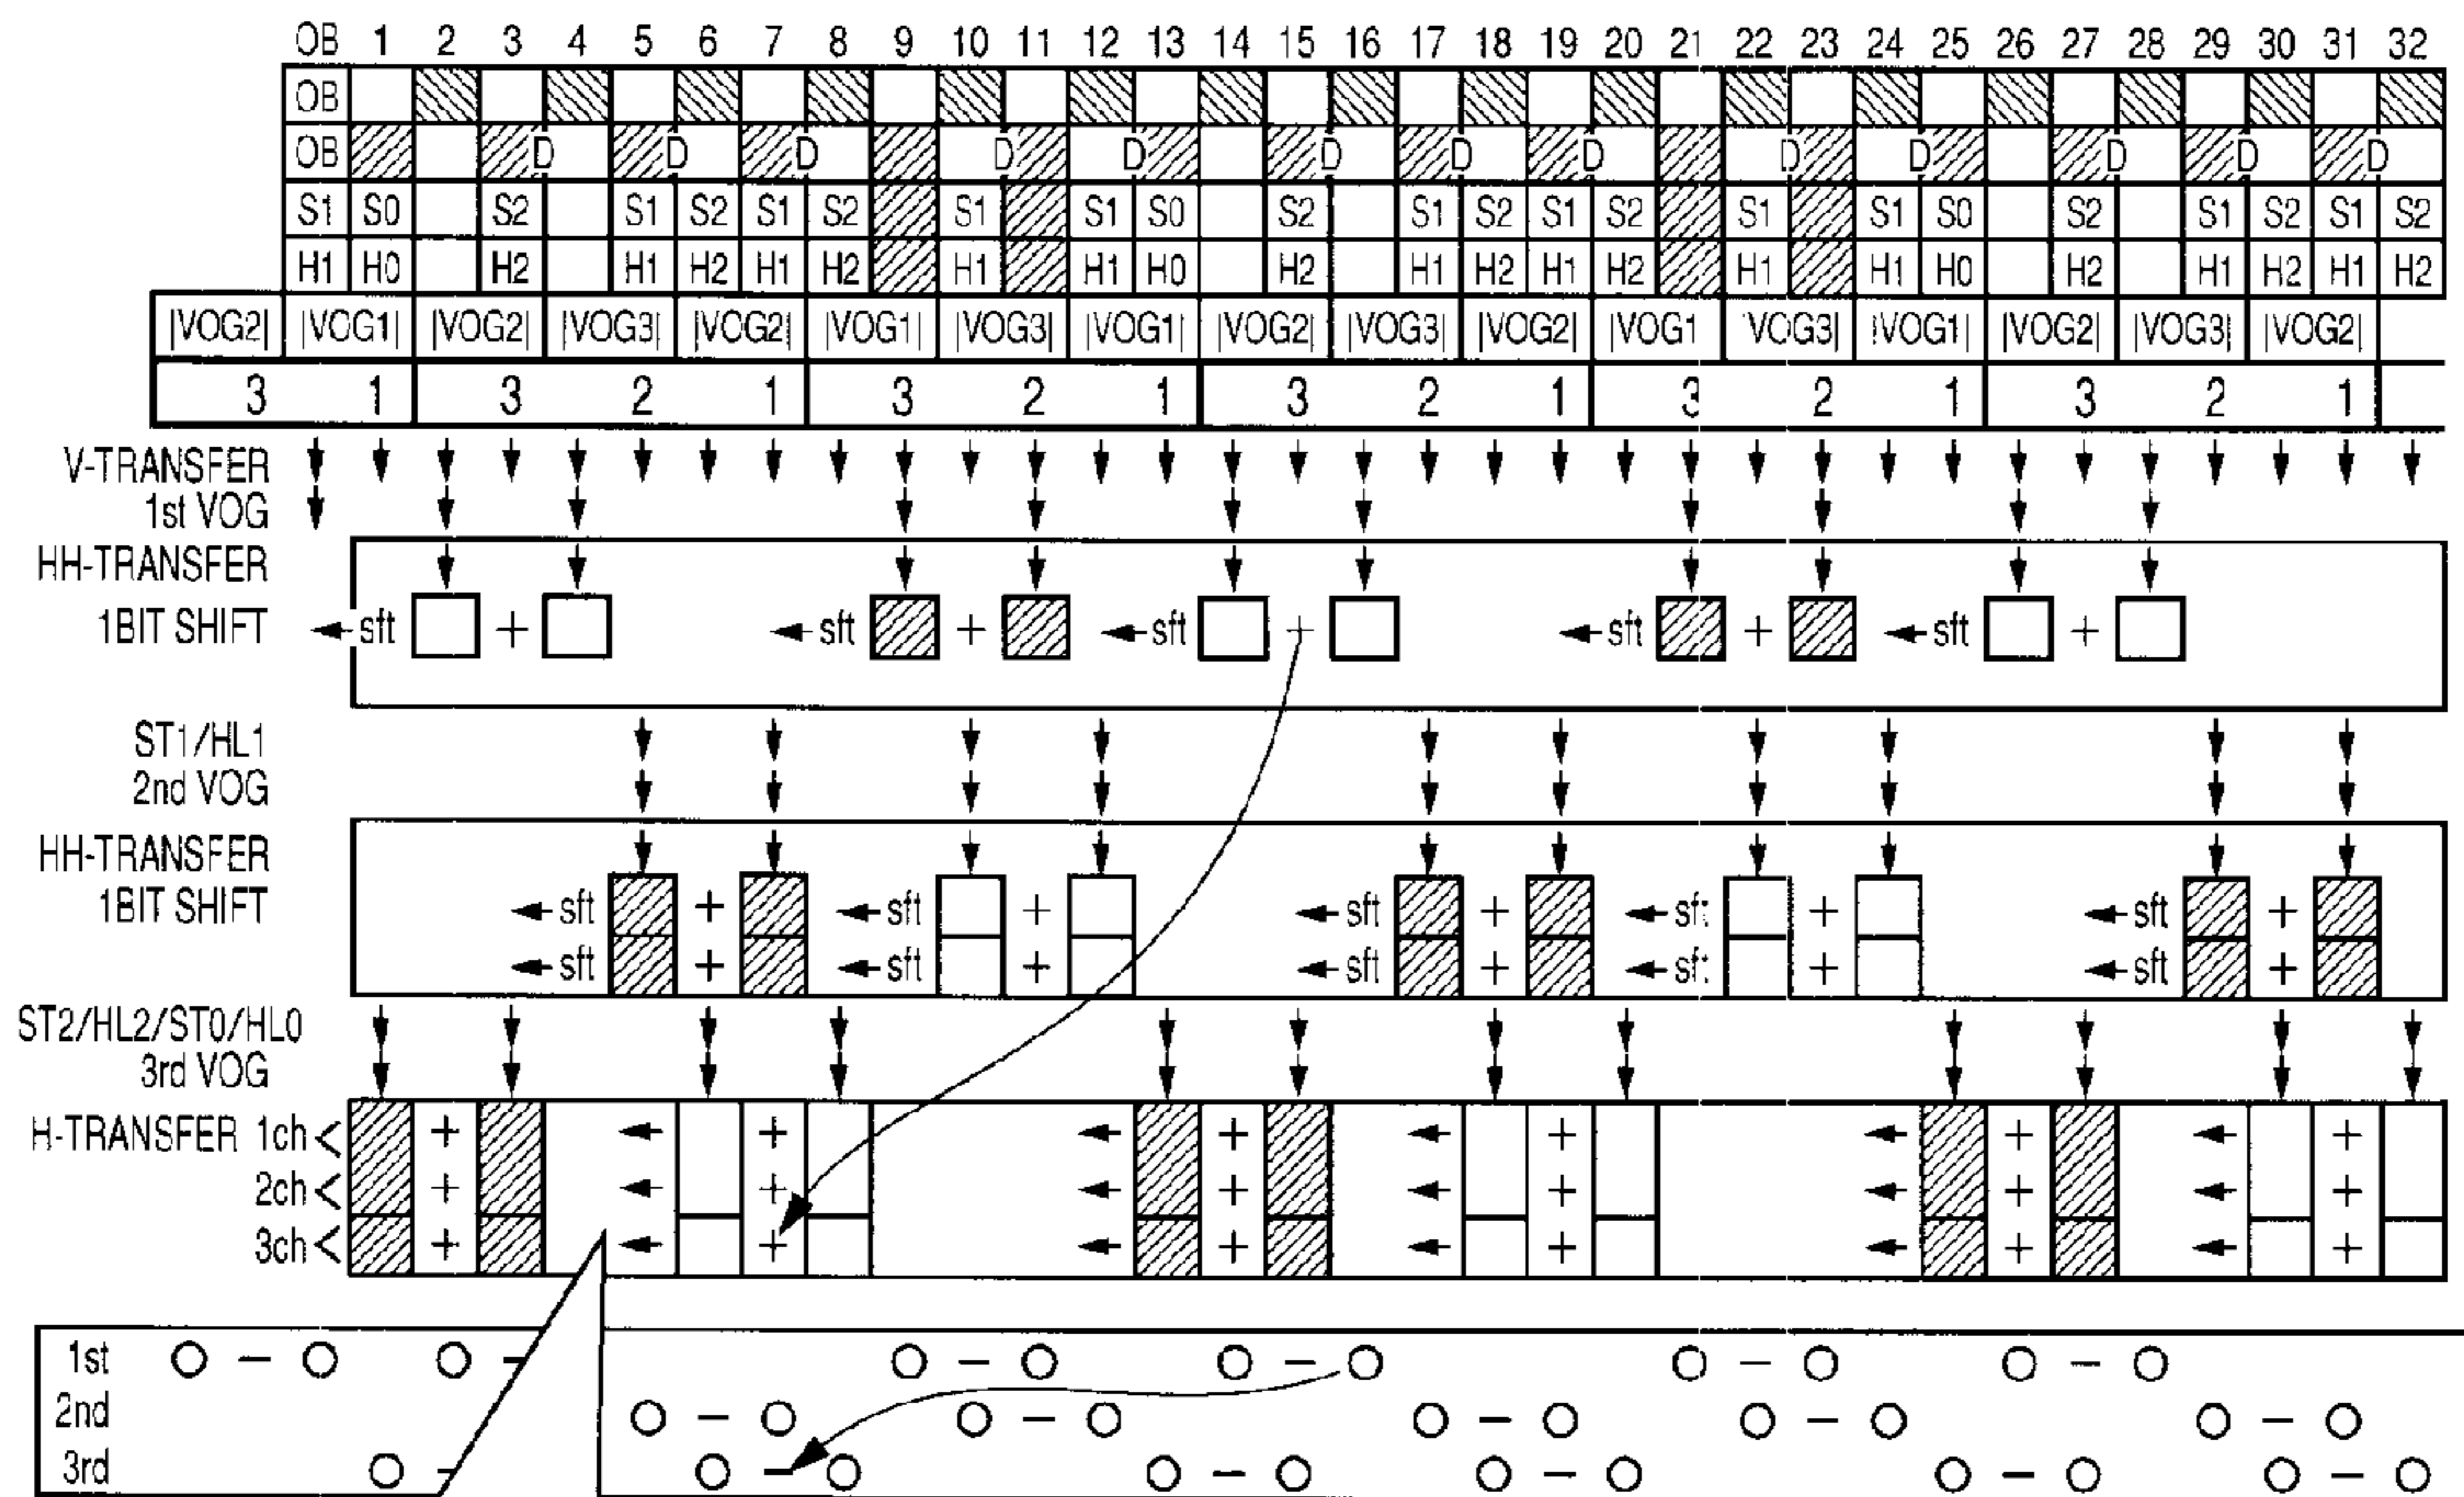 OB 1 2 3 4 5 6 7 8 9 10 11 12 13 14 15 16 17 18 19 20 21 22 23 24 25 26 27 28 29 30 31 32
OB
OB D D D D D D D D D D D D D
S1 S0 S2 S1 S2 S1 S2 S1 S1 S0 S2 S1 S2 S1 S2 S1 S1 S0 S2 S1 S2 S1 S2
H1 H0 H2 H1 H2 H1 H2 H1 H1 H0 H2 H1 H2 H1 H2 H1 H1 H0 H2 H1 H2 H1 H2
|VOG2| |VOG1| |VOG2| |VOG3| |VOG2| |VOG1| |VOG3| |VOG1| |VOG2| |VOG3| |VOG2| |VOG1 VOG3| |VOG1| |VOG2| |VOG3| |VOG2|
3 1 3 2 1 3 2 1 3 2 1 3 2 1 3 2 1
V-TRANSFER
1st VOG
HH-TRANSFER
1BIT SHIFT sft + sft + sft + sft + sft +
ST1/HL1
2nd VOG
HH-TRANSFER
1BIT SHIFT sft + sft + sft + sft + sft +
sft + sft + sft + sft + sft +
ST2/HL2/ST0/HL0
3rd VOG
H-TRANSFER 1ch < + + + + + +
2ch < + + + + + +
3ch < + + + + + +
1st
2nd
3rd